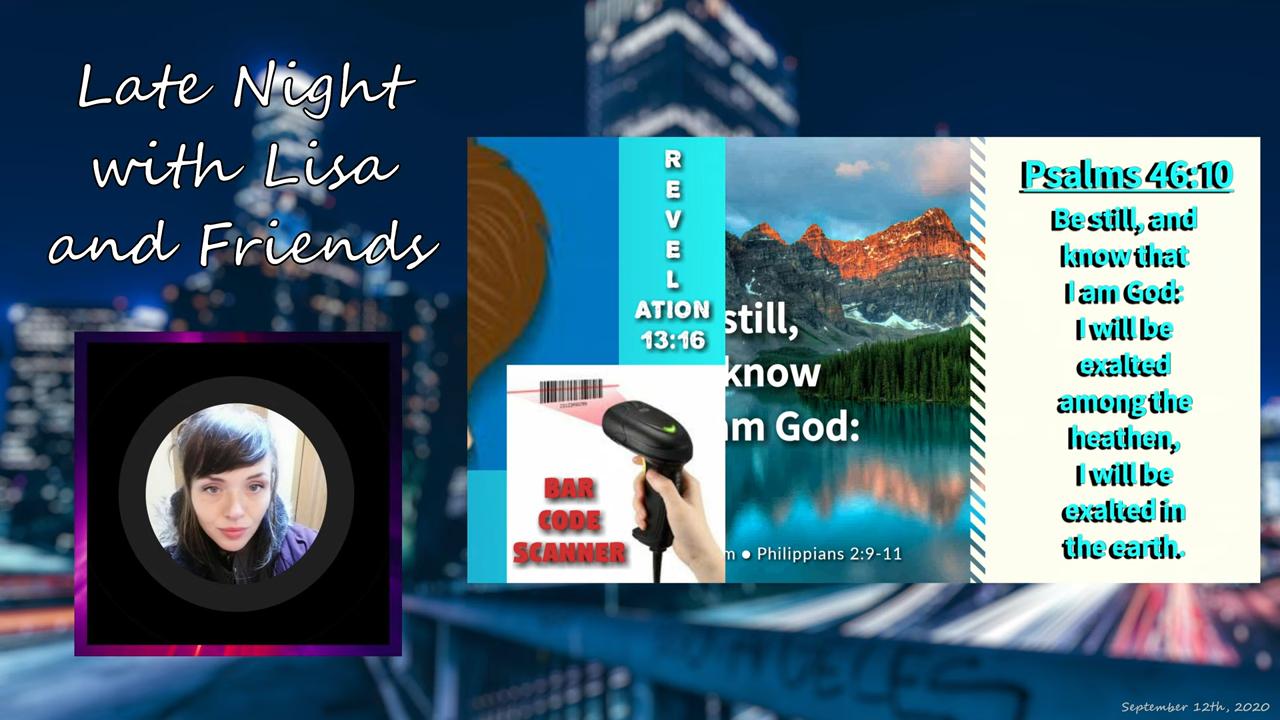 Late Night
with Lisa
and Friends
R
E
V
E
L
ATION
13:16
BAR
CODE
SCANNER
still,
know
am God:
m • Philippians 2:9-11
Psalms 46:10
Be still, and
know that
I am God:
I will be
exalted
among the
heathen,
I will be
exalted in
the earth.
September 12th, 2020